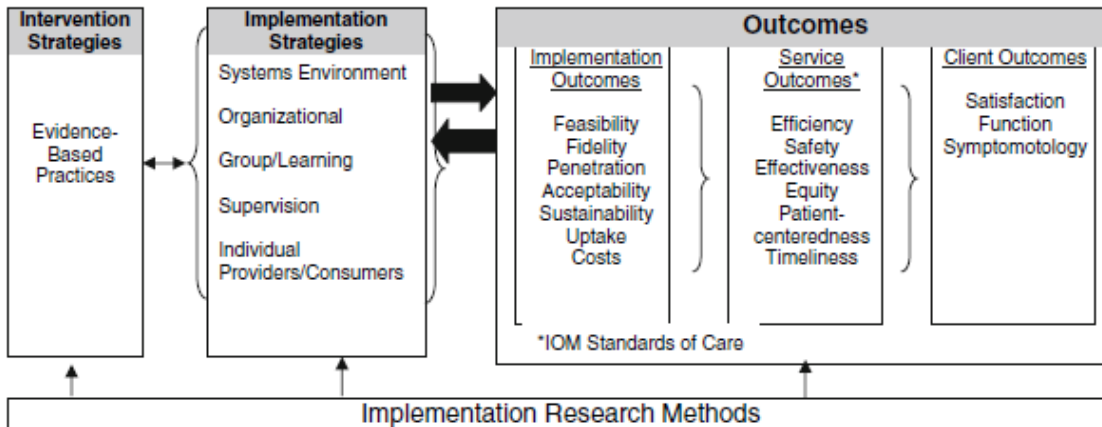 Intervention
Strategies
Evidence-
Based
Practices
Implementation
Strategies
Systems Environment
Organizational
Group/Learning
Supervision
Individual
Providers/Consumers
Outcomes
Implementation
Outcomes
Feasibility
Fidelity
Penetration
Acceptability
Sustainability
Uptake
Costs
Service
Outcomes*
Efficiency
Safety
Effectiveness
Equity
Patient-
centeredness
Timeliness
Client Outcomes
Satisfaction
Function
Symptomotology
*IOM Standards of Care
Implementation Research Methods